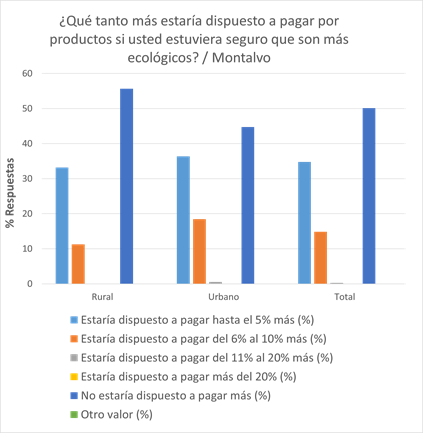 ¿Qué tanto más estaría dispuesto a pagar por
productos si usted estuviera seguro que son más
ecológicos? / Montalvo
% Respuestas
60
50
40
30
20
10
0
Rural Urbano Total
Estaría dispuesto a pagar hasta el 5% más (%)
Estaría dispuesto a pagar del 6% al 10% más (%)
Estaría dispuesto a pagar del 11% al 20% más (%)
Estaría dispuesto a pagar más del 20% (%)
No estaría dispuesto a pagar más (%)
Otro valor (%)